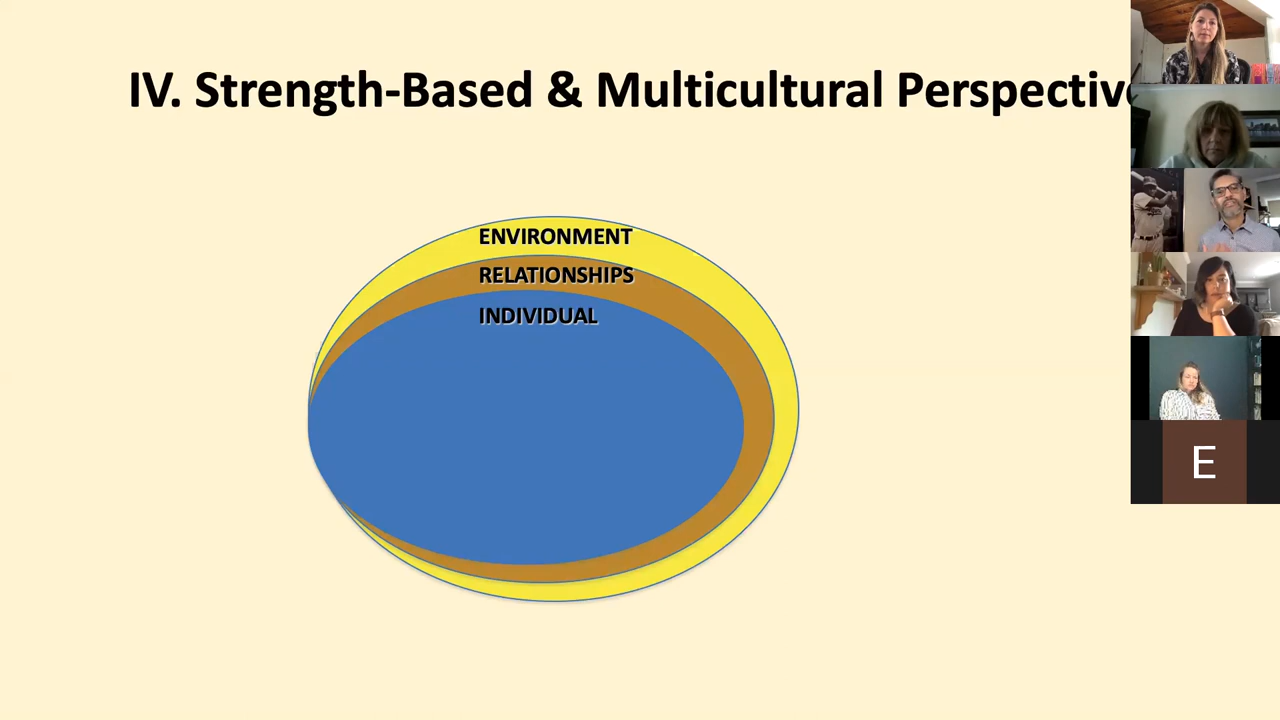 IV. Strength-Based & Multicultural Perspectiv
ENVIRONMENT
RELATIONSHIPS
INDIVIDUAL
E